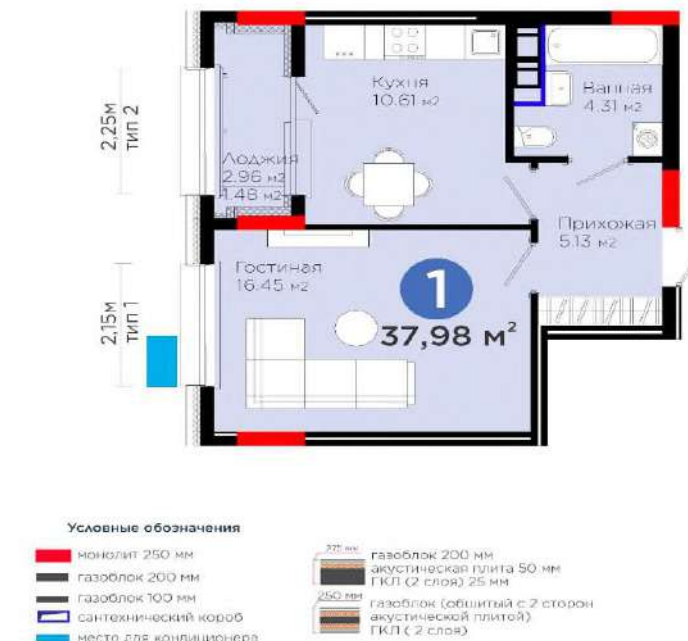 Кухня
10.61 м2
Ванная
4.31 м2
2,25м
тип 2
Лоджия
2.96 м2
1.48 м2
Прихожая
5.13 м2
Гостиная
16.45 м2
1
37,98 м²
2,15м
тип 1
Условные обозначения
монолит 250 мм
газоблок 200 мм
газоблок 100 мм
сантехнический короб
место для кондиционера
275 мм
газоблок 200 мм
акустическая плита 50 мм
ГКЛ (2 слоя) 25 мм
250 мм
газоблок (обшитый с 2 сторон
акустической плитой)
ГКЛ ( 2 слоя)